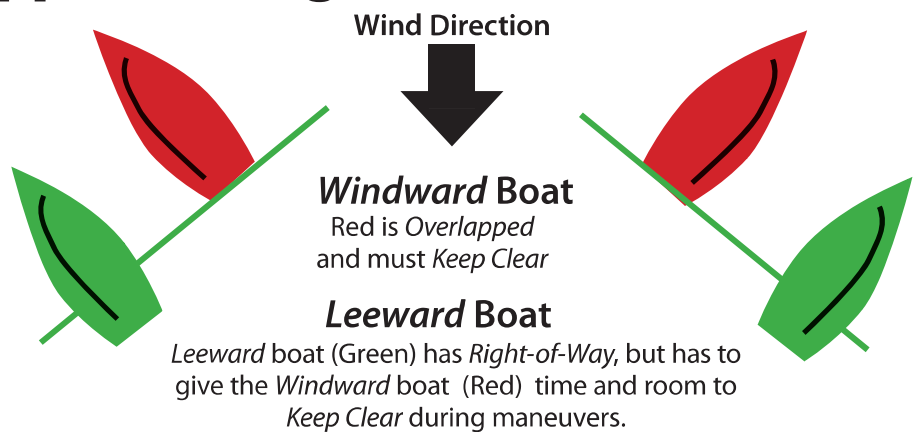 Wind Direction
Windward Boat
Red is Overlapped
and must Keep Clear
Leeward Boat
Leeward boat (Green) has Right-of-Way, but has to
give the Windward boat  (Red)  time and room to
Keep Clear during maneuvers.